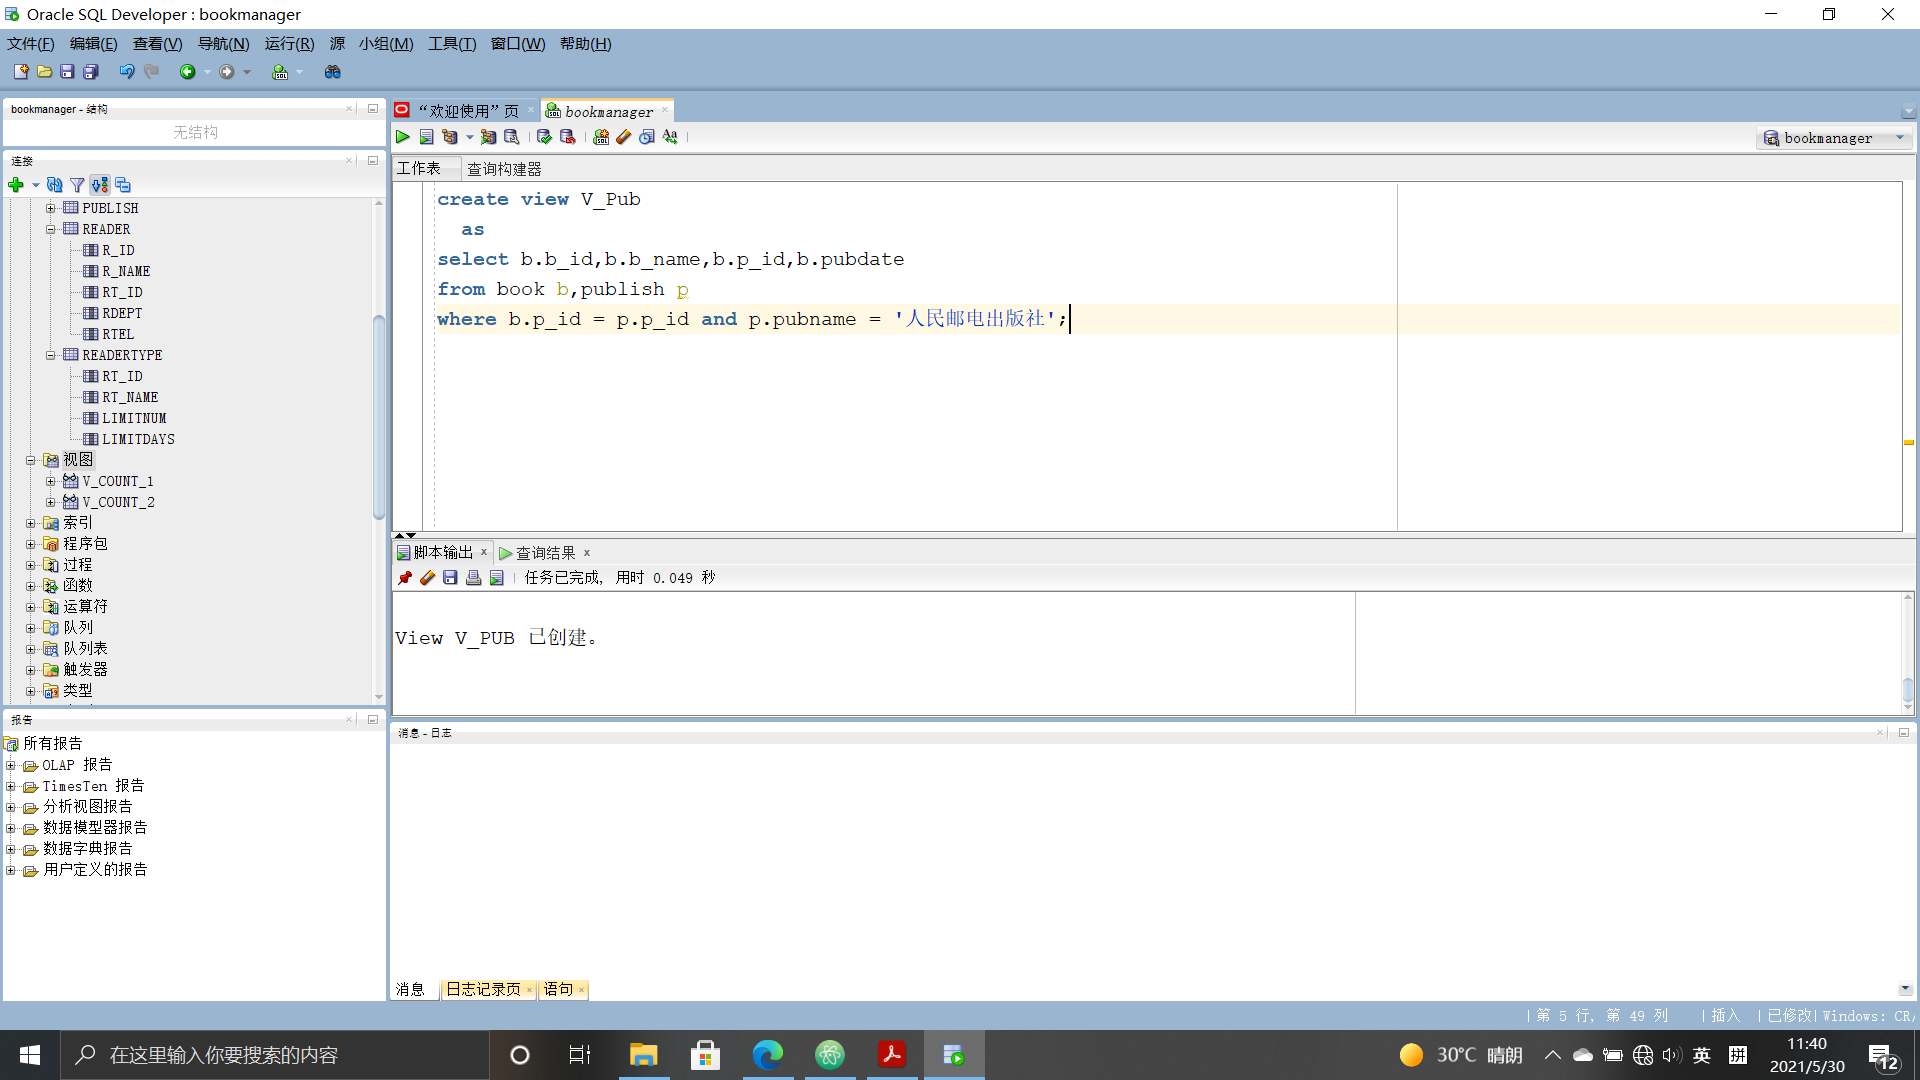 Oracle SQL Developer : bookmanager
文件(F) 编辑(E) 查看(V) 导航(N) 运行(R) 源 小组(M) 工具(T) 窗口(W) 帮助(H)
bookmanager - 结构
无结构
连接
PUBLISH
READER
R_ID
R_NAME
RT_ID
RDEPT
RTEL
READERTYPE
RT_ID
RT_NAME
LIMITNUM
LIMITDAYS
视图
V_COUNT_1
V_COUNT_2
索引
程序包
过程
函数
运算符
队列
队列表
触发器
类型
报告
所有报告
OLAP 报告
TimesTen 报告
分析视图报告
数据模型器报告
数据字典报告
用户定义的报告
“欢迎使用”页
bookmanager
bookmanager
工作表 查询构建器
create view V_Pub
as
select b.b_id,b.b_name,b.p_id,b.pubdate
from book b,publish p
where b.p_id = p.p_id and p.pubname = '人民邮电出版社';
脚本输出 x 查询结果 x
任务已完成, 用时 0.049 秒
View V_PUB 已创建。
消息 - 日志
消息 日志记录页 语句
第 5 行, 第 49 列 | 插入 | 已修改 | Windows: CR/
在这里输入你要搜索的内容
30°C 晴朗
英
拼
11:40
2021/5/30
12